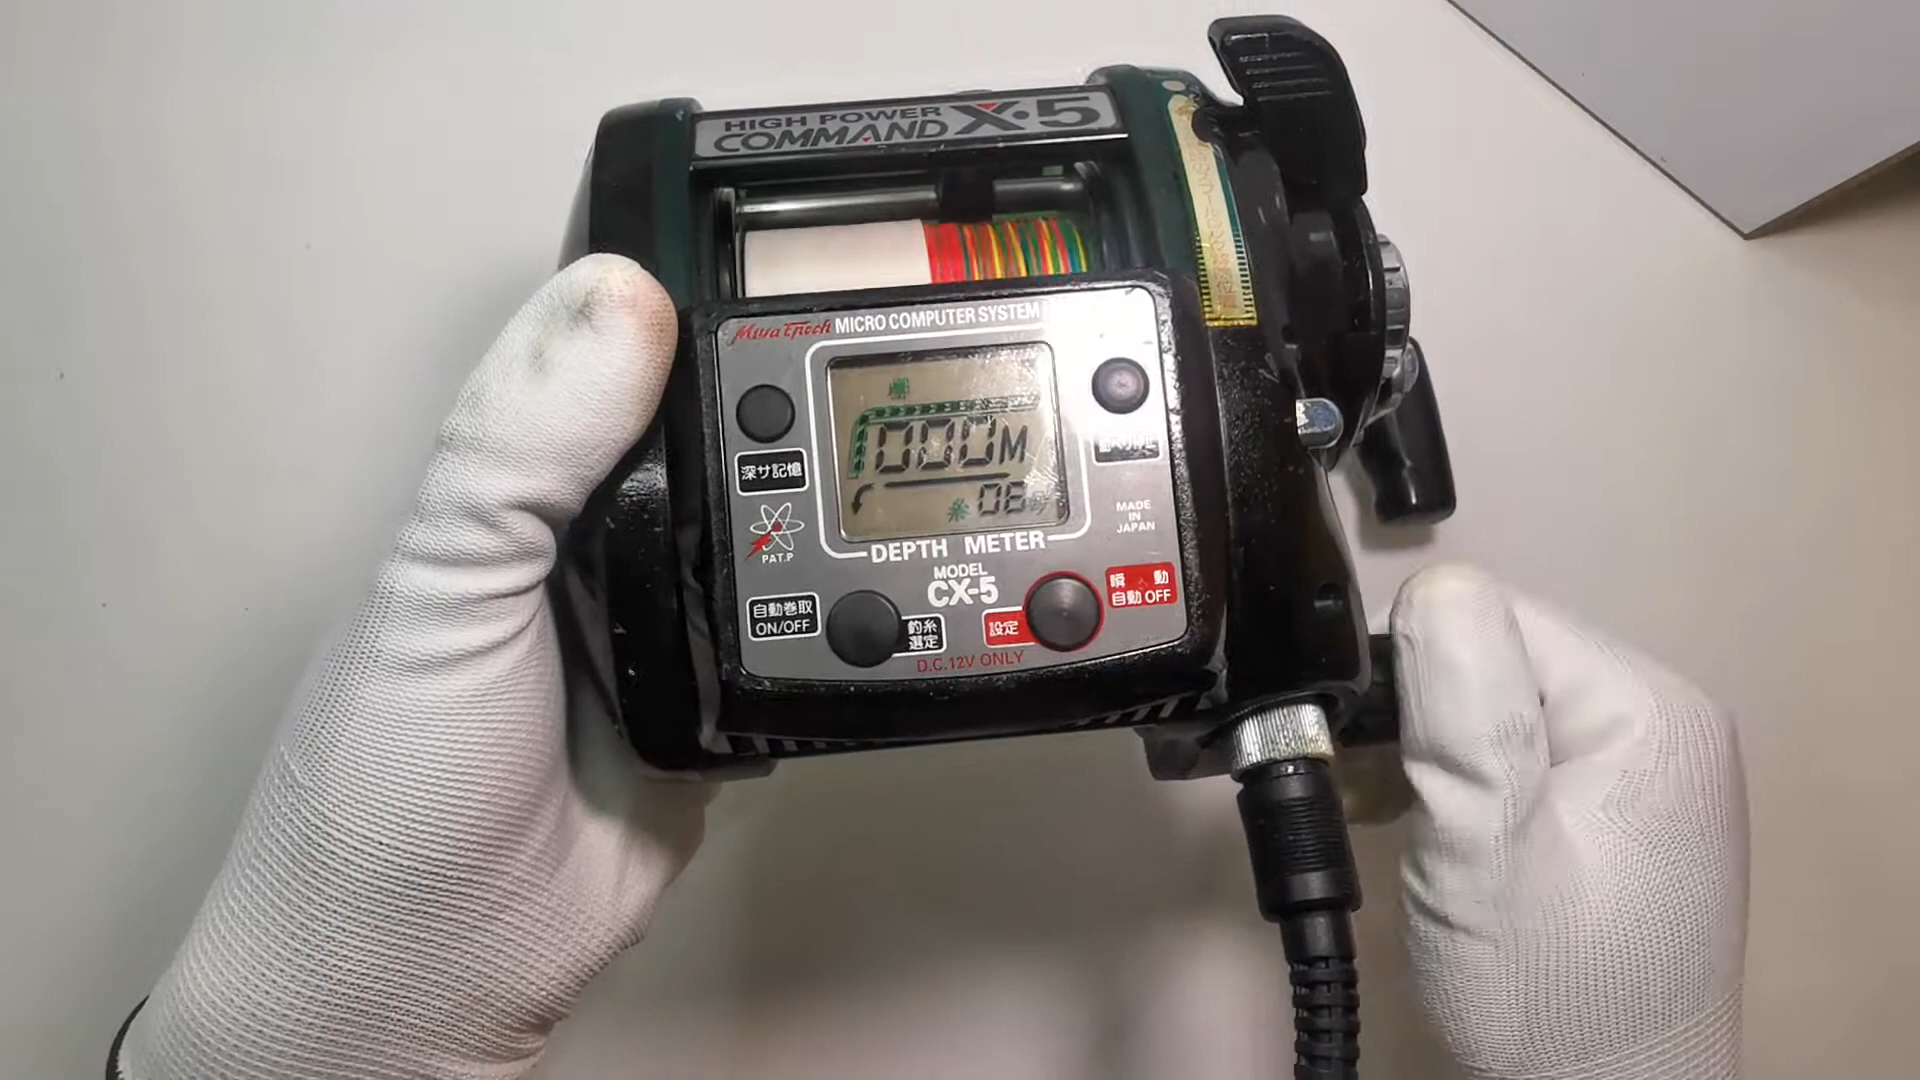 HIGH POWER
COMMAND X·5
Miya Epoch MICRO COMPUTER SYSTEM
000M
06
深サ記憶
PAT.P
MADE
IN
JAPAN
DEPTH METER
MODEL
CX-5
自動巻取
ON/OFF
釣糸
選定
設定
瞬 動
自動OFF
D.C.12V ONLY